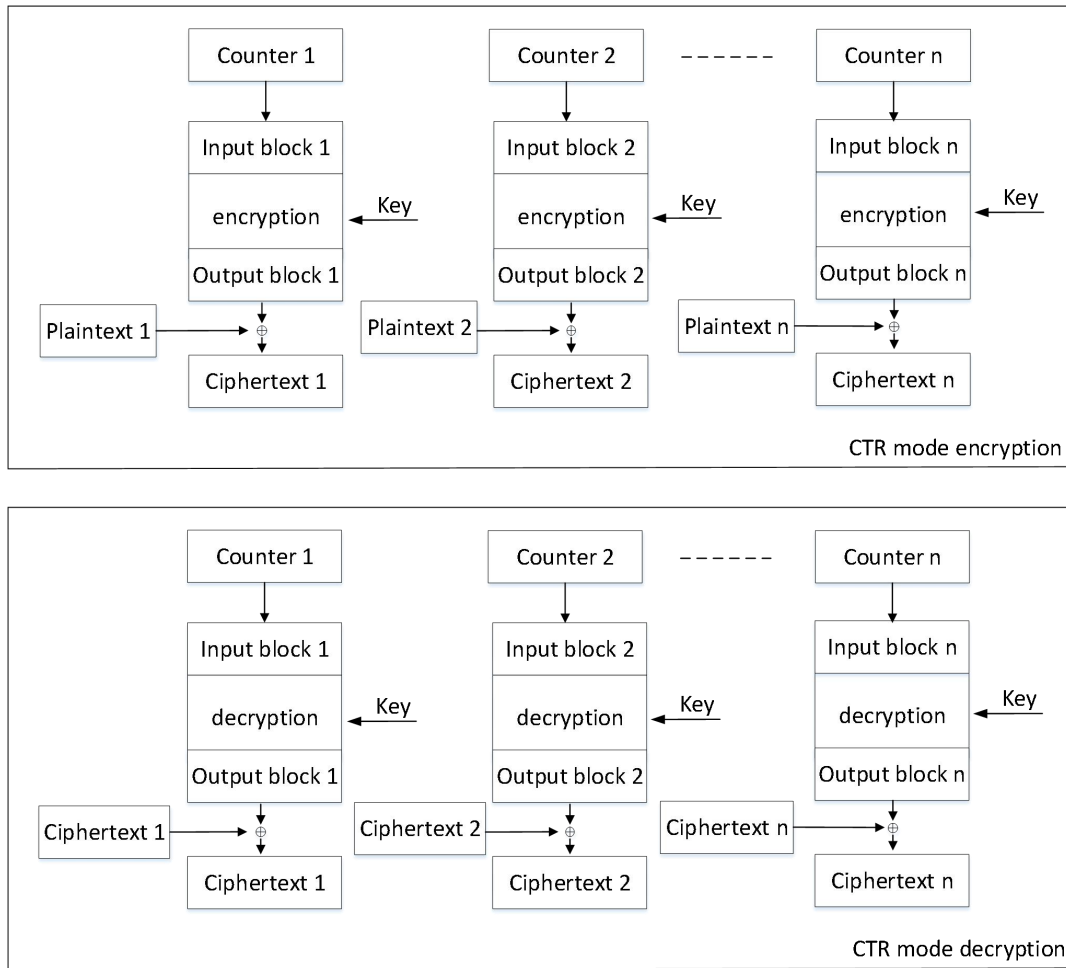 Counter 1
Counter 2
Counter n
Input block 1
Input block 2
Input block n
encryption
Key
encryption
Key
encryption
Key
Output block 1
Output block 2
Output block n
Plaintext 1
Plaintext 2
Plaintext n
Ciphertext 1
Ciphertext 2
Ciphertext n
CTR mode encryption
Counter 1
Counter 2
Counter n
Input block 1
Input block 2
Input block n
decryption
Key
decryption
Key
decryption
Key
Output block 1
Output block 2
Output block n
Ciphertext 1
Ciphertext 2
Ciphertext n
Ciphertext 1
Ciphertext 2
Ciphertext n
CTR mode decryption